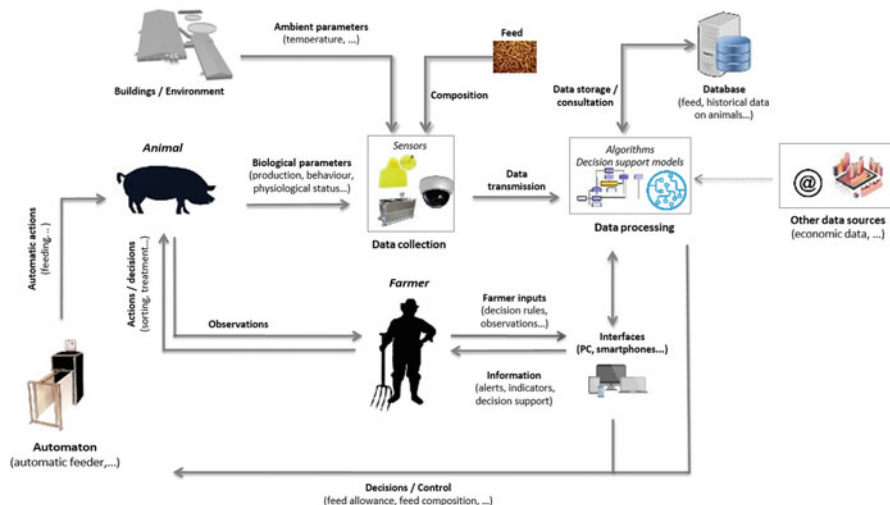 Ambient parameters
(temperature, ...)
Feed
Buildings / Environment
Composition
Data storage /
consultation
Database
(feed, historical data
on animals...)
Animal
Biological parameters
(production, behaviour,
physiological status...)
Sensors
Data collection
Data
transmission
Algorithms
Decision support models
Data processing
@
Other data sources
(economic data, ...)
Automatic actions
(feeding...)
Actions / decisions
(sorting, treatment...)
Observations
Farmer
Farmer inputs
(decision rules,
observations...)
Information
(alerts, indicators,
decision support)
Interfaces
(PC, smartphones...)
Automaton
(automatic feeder,...)
Decisions / Control
(feed allowance, feed composition, ...)